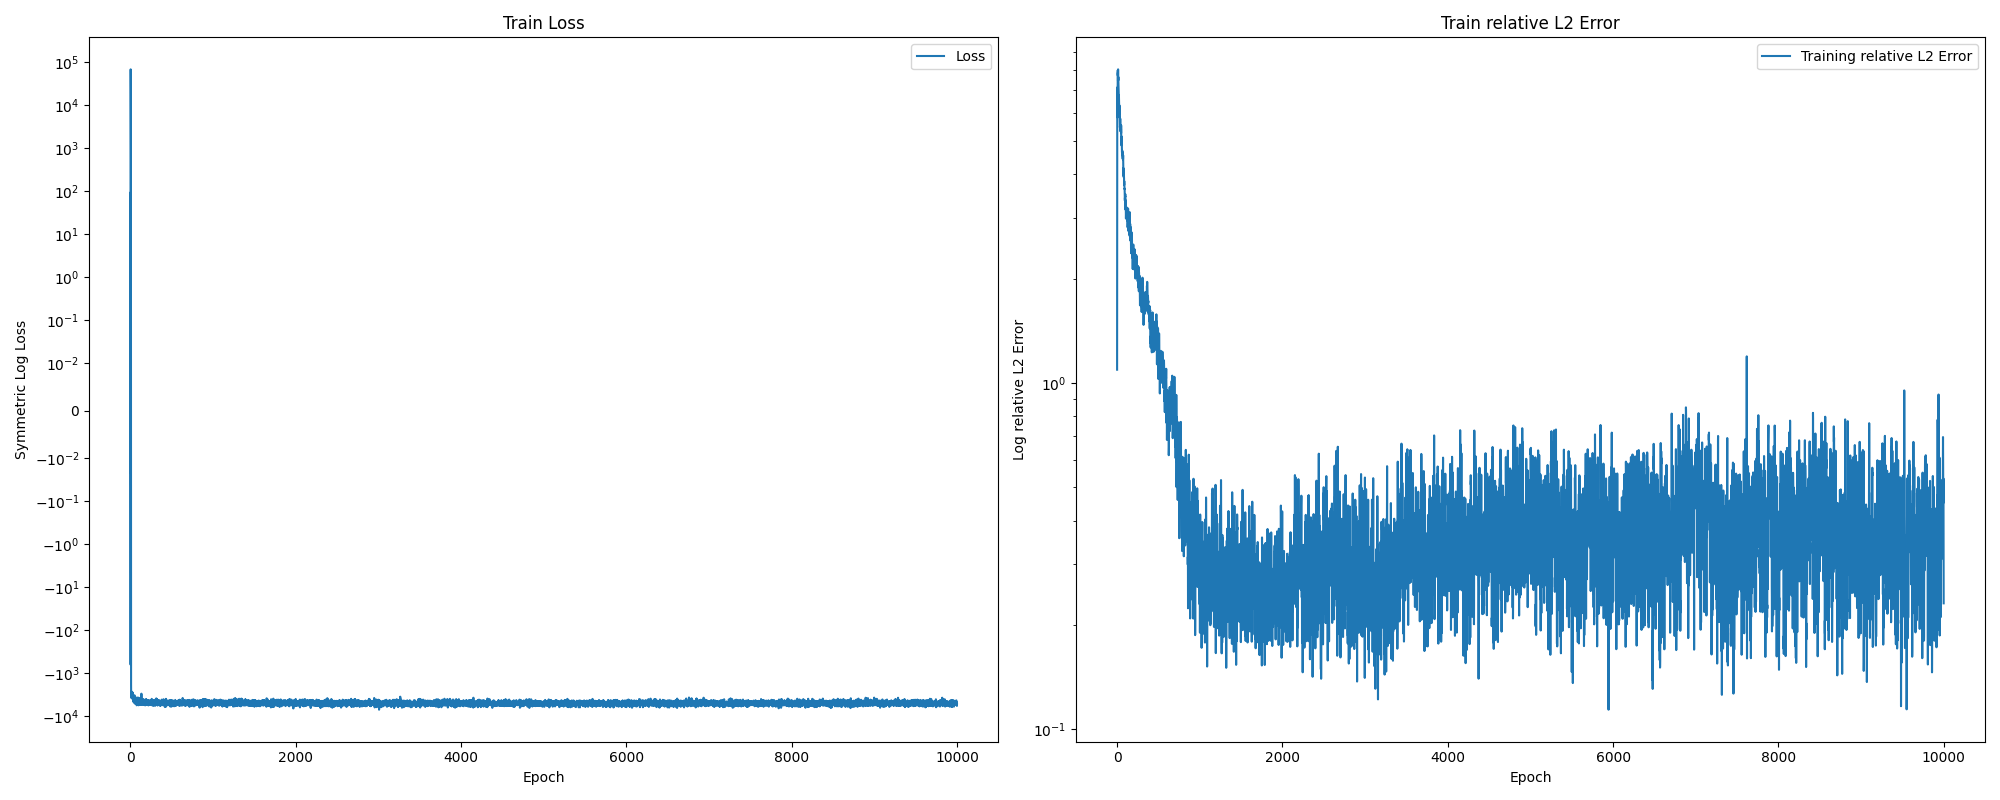 Train Loss
Loss
10^5
10^4
10^3
10^2
10^1
10^0
10^-1
10^-2
0
-10^-2
-10^-1
-10^0
-10^1
-10^2
-10^3
-10^4
Symmetric Log Loss
0 2000 4000 6000 8000 10000
Epoch
Train relative L2 Error
Training relative L2 Error
10^0
10^-1
Log relative L2 Error
0 2000 4000 6000 8000 10000
Epoch